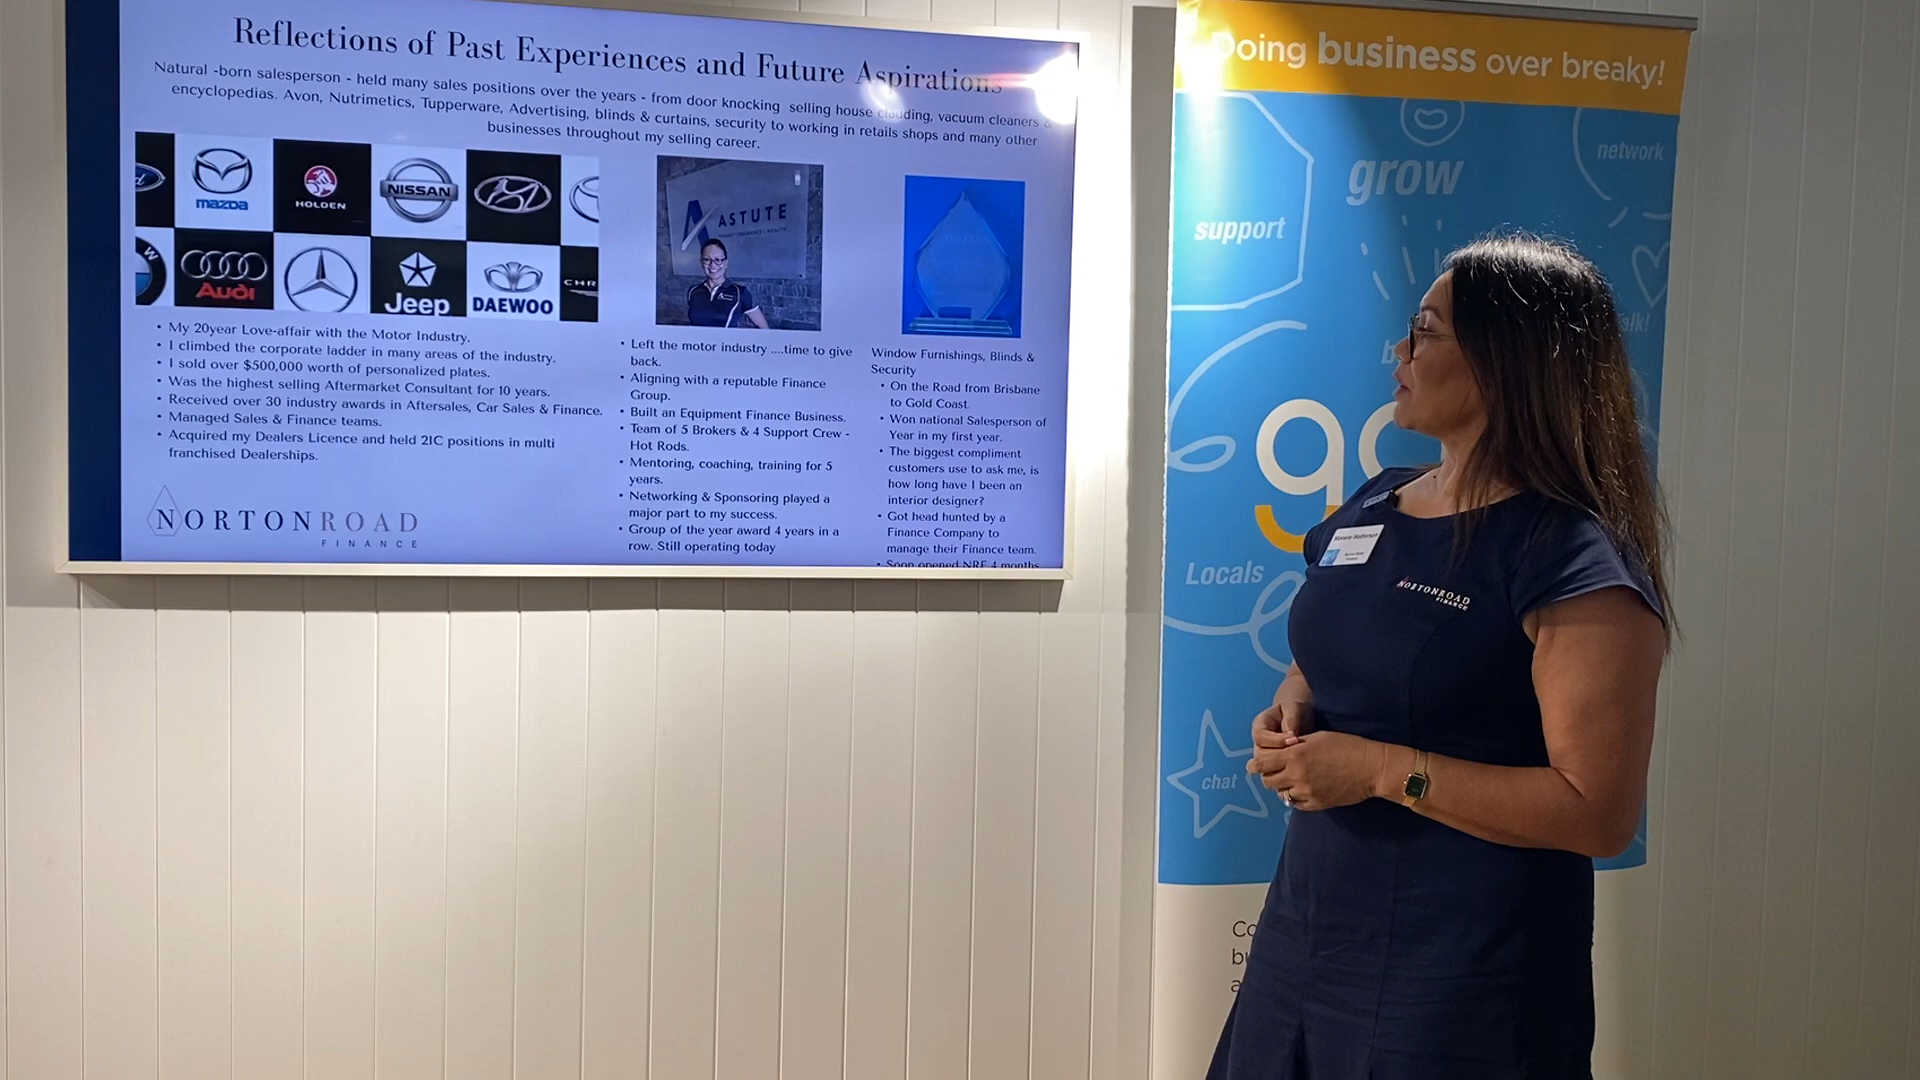 Reflections of Past Experiences and Future Aspirations
Natural -born salesperson - held many sales positions over the years - from door knocking selling house cladding, vacuum cleaners &
encyclopedias. Avon, Nutrimetics, Tupperware, Advertising, blinds & curtains, security to working in retails shops and many other
businesses throughout my selling career.
mazda
HOLDEN
NISSAN
W
Audi
Jeep
DAEWOO
CHR
• My 20year Love-affair with the Motor Industry.
• I climbed the corporate ladder in many areas of the industry.
• I sold over $500,000 worth of personalized plates.
• Was the highest selling Aftermarket Consultant for 10 years.
• Received over 30 industry awards in Aftersales, Car Sales & Finance.
• Managed Sales & Finance teams.
• Acquired my Dealers Licence and held 2IC positions in multi
franchised Dealerships.
NORTONROAD
FINANCE
ASTUTE
• Left the motor industry ....time to give
back.
• Aligning with a reputable Finance
Group.
• Built an Equipment Finance Business.
• Team of 5 Brokers & 4 Support Crew -
Hot Rods.
• Mentoring, coaching, training for 5
years.
• Networking & Sponsoring played a
major part to my success.
• Group of the year award 4 years in a
row. Still operating today
Window Furnishings, Blinds &
Security
• On the Road from Brisbane
to Gold Coast.
• Won national Salesperson of
Year in my first year.
• The biggest compliment
customers use to ask me, is
how long have I been an
interior designer?
• Got head hunted by a
Finance Company to
manage their Finance team.
• Soon opened NRF 4 months
Doing business over breaky!
grow
network
support
Locals
chat
NORTONROAD
FINANCE